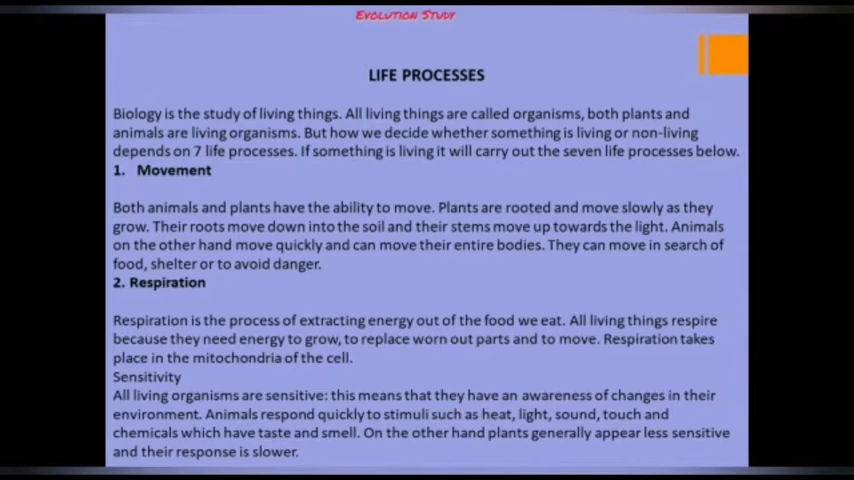 Evolution Study
LIFE PROCESSES
Biology is the study of living things. All living things are called organisms, both plants and
animals are living organisms. But how we decide whether something is living or non-living
depends on 7 life processes. If something is living it will carry out the seven life processes below.
1. Movement
Both animals and plants have the ability to move. Plants are rooted and move slowly as they
grow. Their roots move down into the soil and their stems move up towards the light. Animals
on the other hand move quickly and can move their entire bodies. They can move in search of
food, shelter or to avoid danger.
2. Respiration
Respiration is the process of extracting energy out of the food we eat. All living things respire
because they need energy to grow, to replace worn out parts and to move. Respiration takes
place in the mitochondria of the cell.
Sensitivity
All living organisms are sensitive: this means that they have an awareness of changes in their
environment. Animals respond quickly to stimuli such as heat, light, sound, touch and
chemicals which have taste and smell. On the other hand plants generally appear less sensitive
and their response is slower.